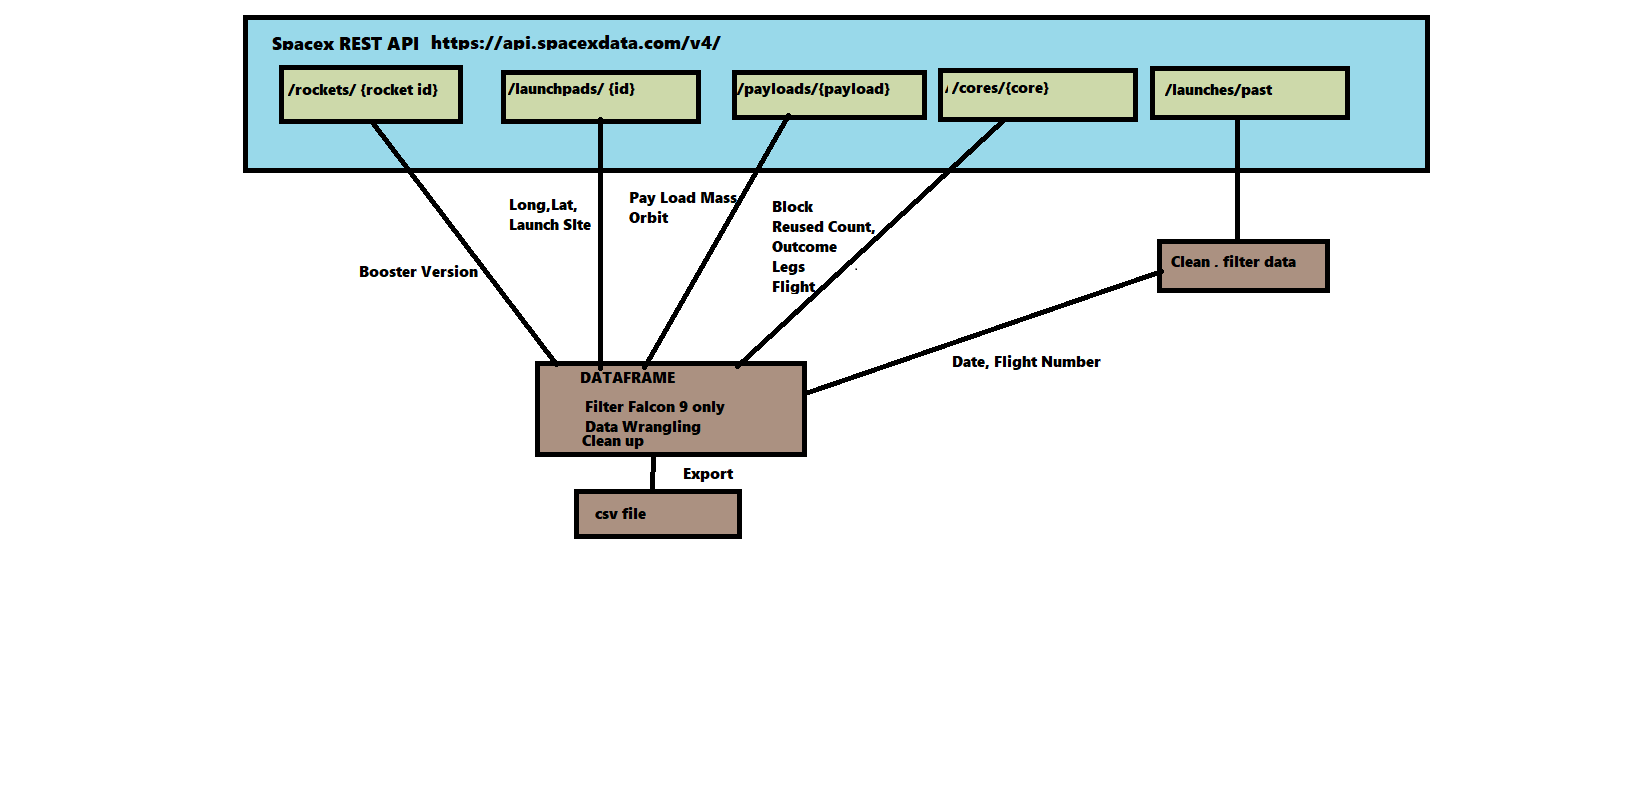 Spacex REST API https://api.spacexdata.com/v4/
/rockets/ {rocket id}
/launchpads/ {id}
/payloads/{payload}
/cores/{core}
/launches/past
Long,Lat,
Launch SIte
Pay Load Mass
Orbit
Block
Reused Count,
Outcome
Legs
Flight
Booster Version
Clean . filter data
Date, Flight Number
DATAFRAME
Filter Falcon 9 only
Data Wrangling
Clean up
Export
csv file